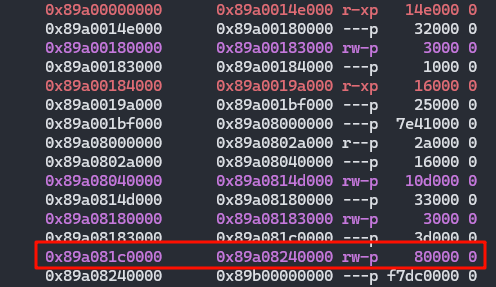 0x89a00000000 0x89a0014e000 r-xp 14e000 0
0x89a0014e000 0x89a00180000 ---p 32000 0
0x89a00180000 0x89a00183000 rw-p 3000 0
0x89a00183000 0x89a00184000 ---p 1000 0
0x89a00184000 0x89a0019a000 r-xp 16000 0
0x89a0019a000 0x89a001bf000 ---p 25000 0
0x89a001bf000 0x89a08000000 ---p 7e41000 0
0x89a08000000 0x89a0802a000 r--p 2a000 0
0x89a0802a000 0x89a08040000 ---p 16000 0
0x89a08040000 0x89a0814d000 rw-p 10d000 0
0x89a0814d000 0x89a08180000 ---p 33000 0
0x89a08180000 0x89a08183000 rw-p 3000 0
0x89a08183000 0x89a081c0000 ---p 3d000 0
0x89a081c0000 0x89a08240000 rw-p 80000 0
0x89a08240000 0x89b00000000 ---p f7dc0000 0